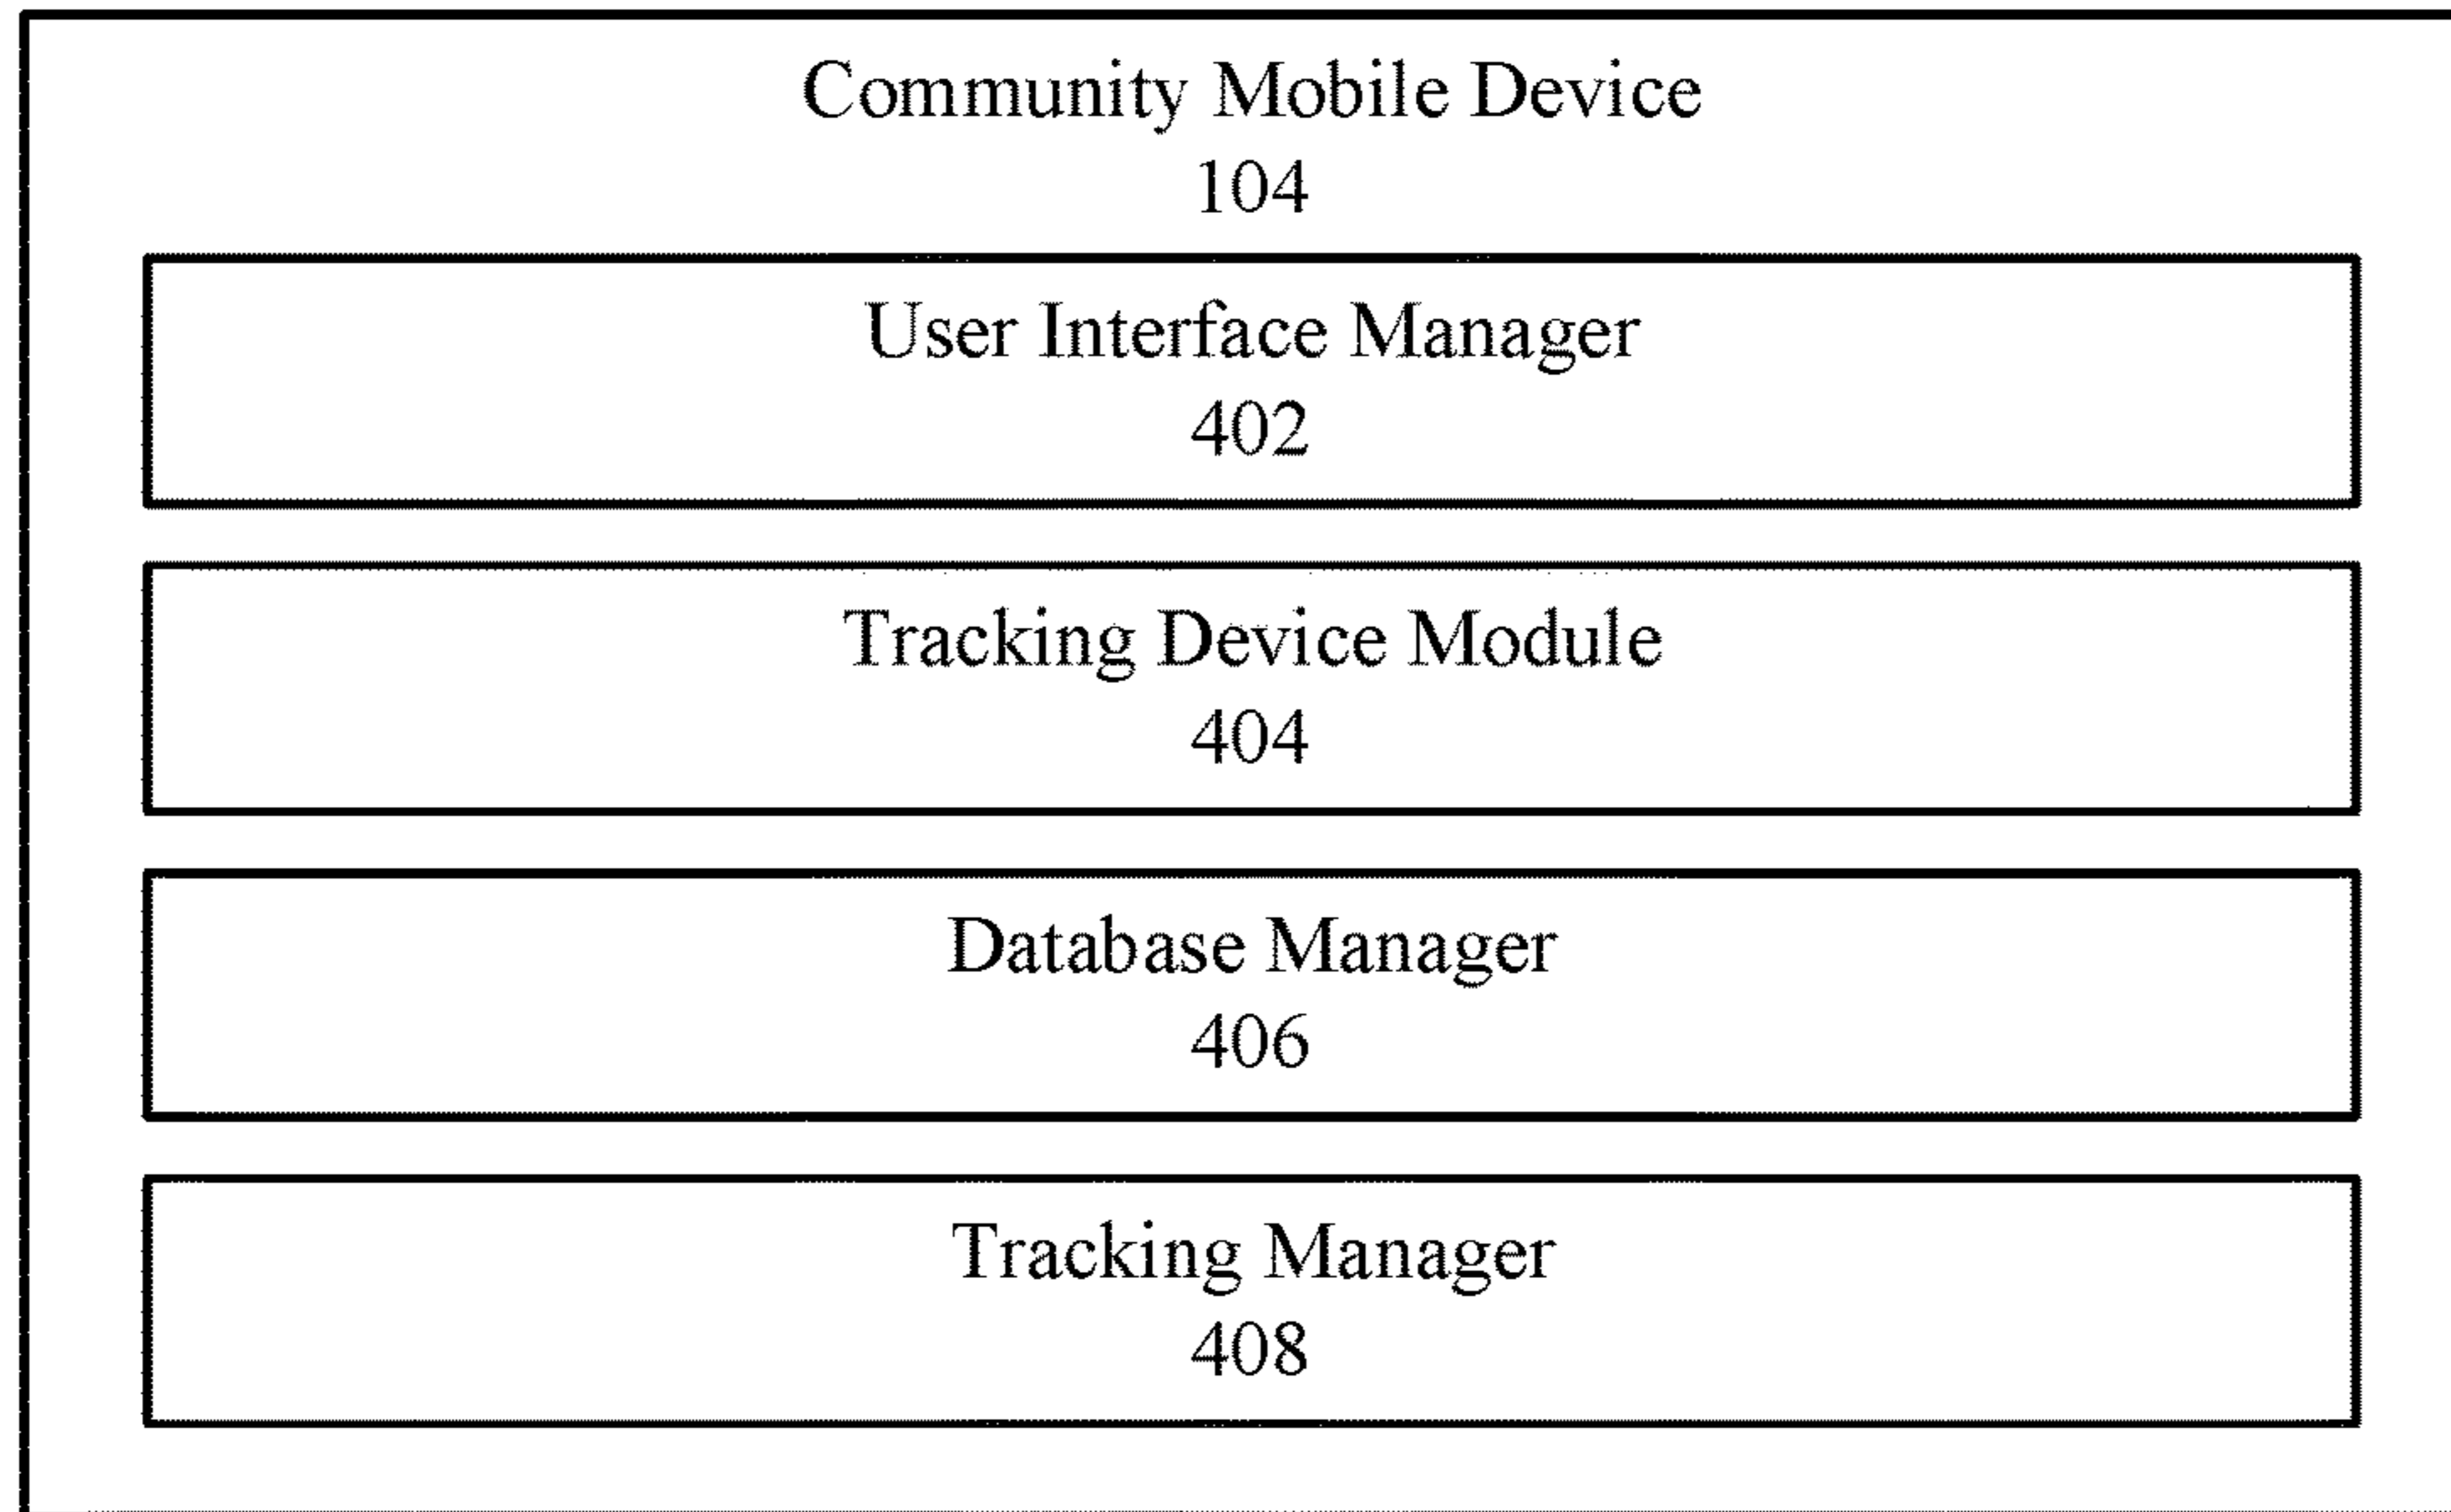 Community Mobile Device
104
User Interface Manager
402
Tracking Device Module
404
Database Manager
406
Tracking Manager
408